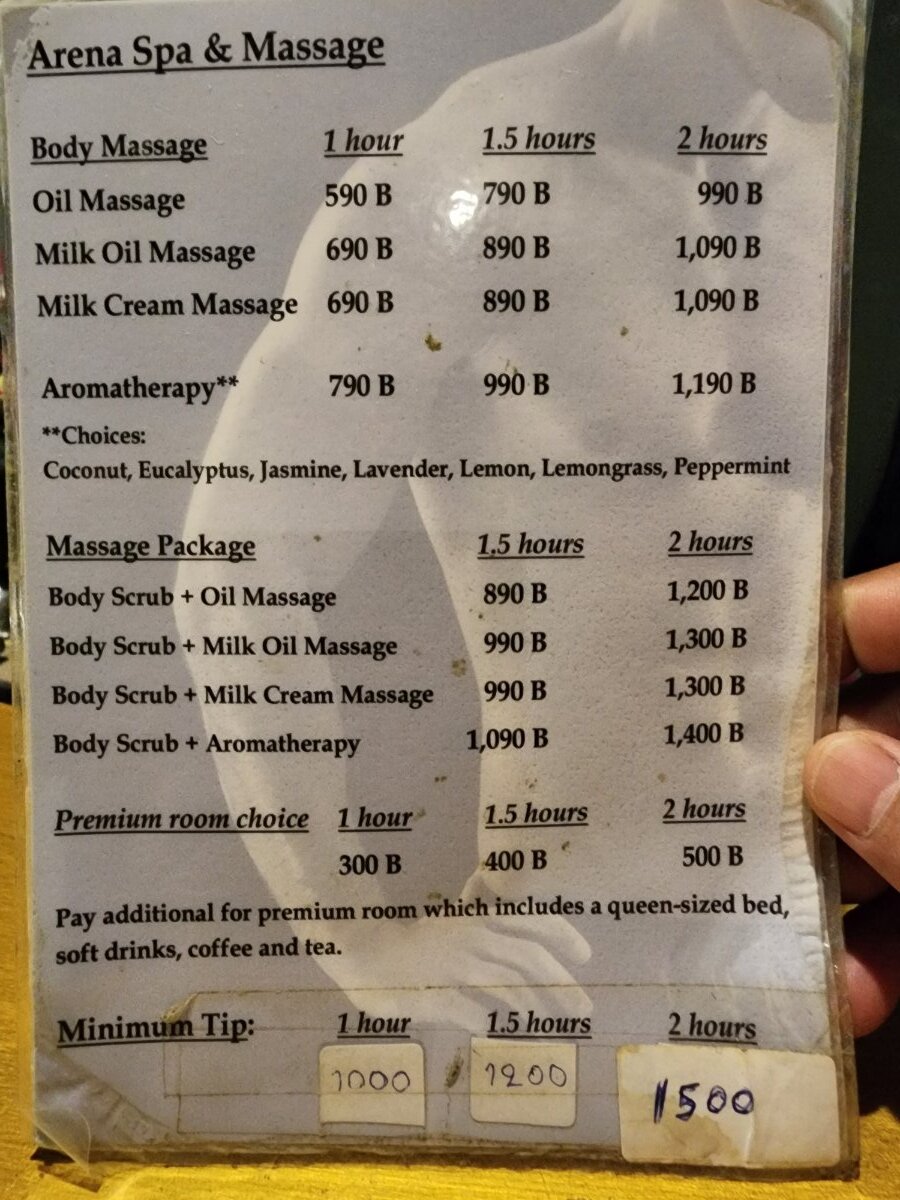 Arena Spa & Massage
Body Massage 1 hour 1.5 hours 2 hours
Oil Massage 590 B 790 B 990 B
Milk Oil Massage 690 B 890 B 1,090 B
Milk Cream Massage 690 B 890 B 1,090 B
Aromatherapy** 790 B 990 B 1,190 B
**Choices:
Coconut, Eucalyptus, Jasmine, Lavender, Lemon, Lemongrass, Peppermint
Massage Package 1.5 hours 2 hours
Body Scrub + Oil Massage 890 B 1,200 B
Body Scrub + Milk Oil Massage 990 B 1,300 B
Body Scrub + Milk Cream Massage 990 B 1,300 B
Body Scrub + Aromatherapy 1,090 B 1,400 B
Premium room choice 1 hour 1.5 hours 2 hours
300 B 400 B 500 B
Pay additional for premium room which includes a queen-sized bed,
soft drinks, coffee and tea.
Minimum Tip: 1 hour 1.5 hours 2 hours
1000 1200 1500